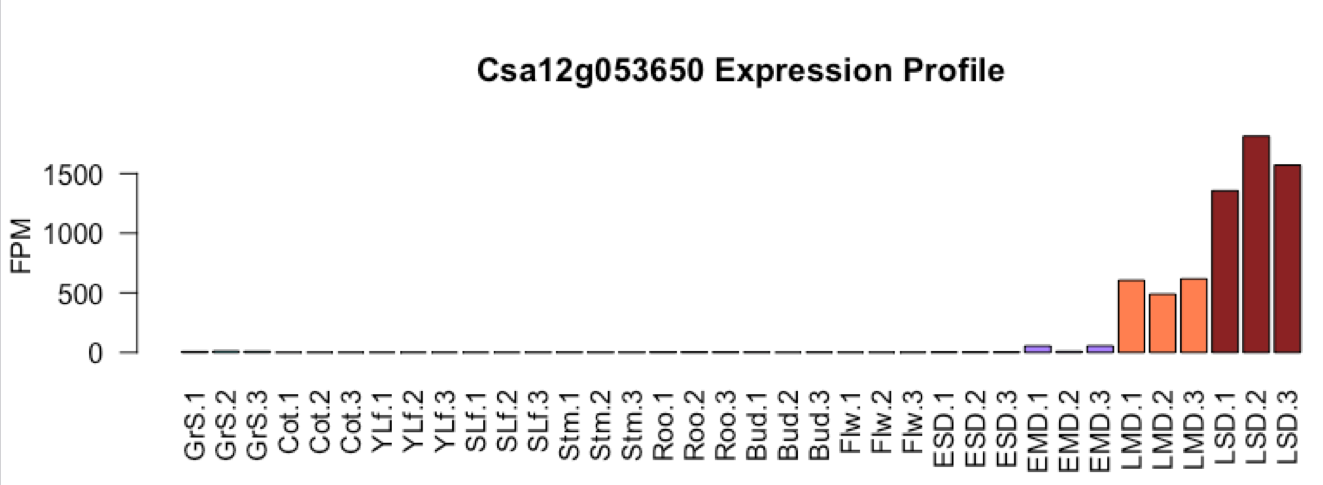 Csa12g053650 Expression Profile
FPM
1500
1000
500
0
GrS.1
GrS.2
GrS.3
Cot.1
Cot.2
Cot.3
YLf.1
YLf.2
YLf.3
SLf.1
SLf.2
SLf.3
Stm.1
Stm.2
Stm.3
Roo.1
Roo.2
Roo.3
Bud.1
Bud.2
Bud.3
Flw.1
Flw.2
Flw.3
ESD.1
ESD.2
ESD.3
EMD.1
EMD.2
EMD.3
LMD.1
LMD.2
LMD.3
LSD.1
LSD.2
LSD.3